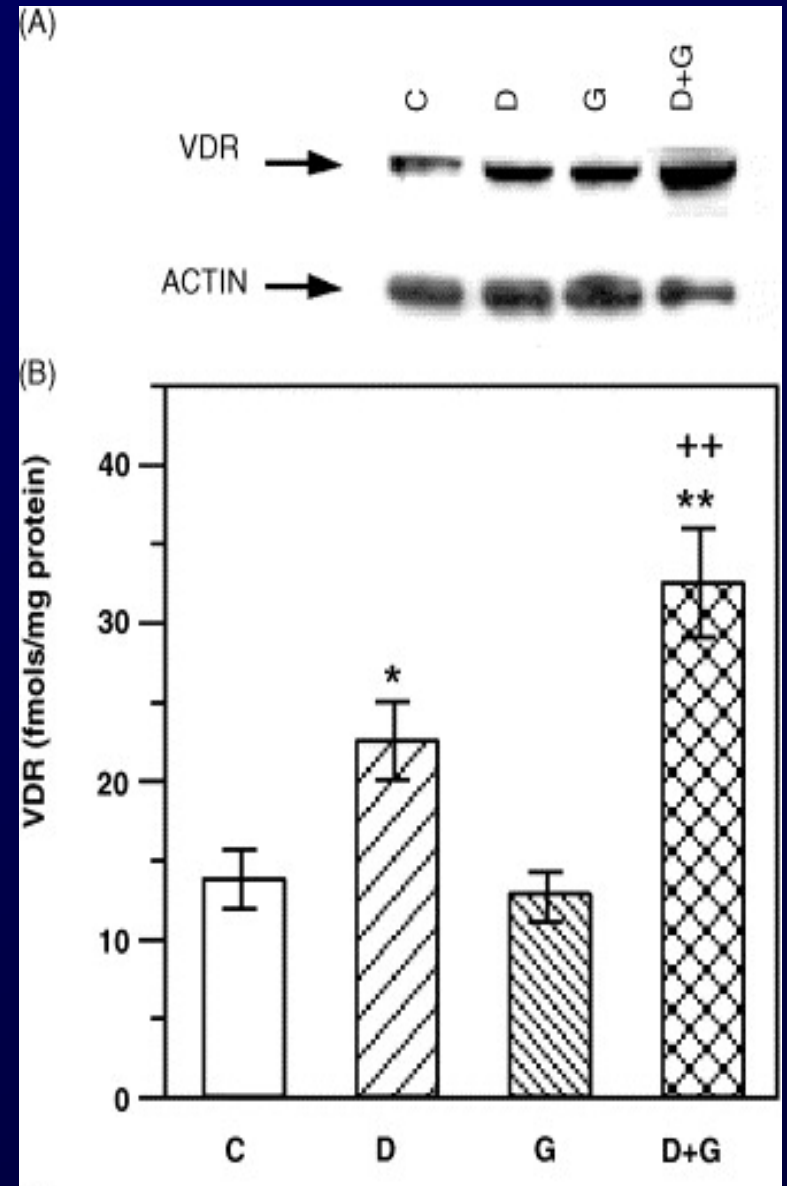 (A)
C D G D+G
VDR
ACTIN
(B)
VDR (fmols/mg protein)
40
30
20
10
0
*
++
**
C D G D+G